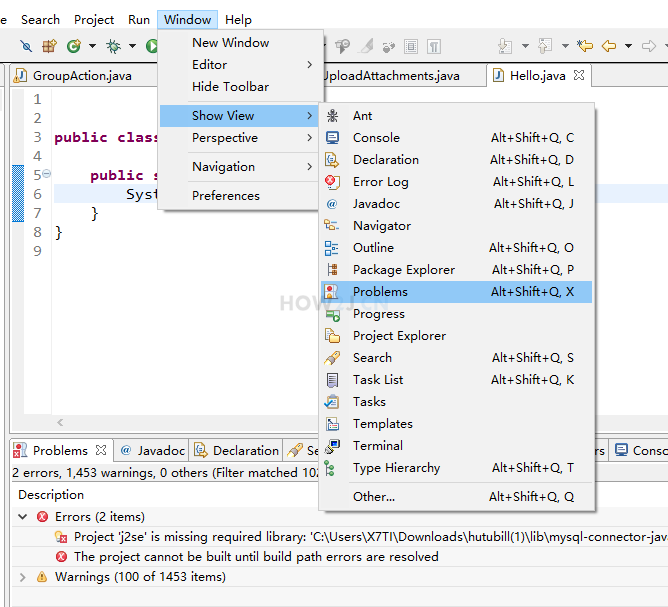 e Search Project Run Window Help
New Window
Editor
Hide Toolbar
Show View
Perspective
Navigation
Preferences
GroupAction.java
UploadAttachments.java
Hello.java
1
2
3 public class
4
5 public s
6 Syst
7 }
8 }
9
Ant
Console Alt+Shift+Q, C
Declaration Alt+Shift+Q, D
Error Log Alt+Shift+Q, L
Javadoc Alt+Shift+Q, J
Navigator
Outline Alt+Shift+Q, O
Package Explorer Alt+Shift+Q, P
Problems Alt+Shift+Q, X
HOW2J.CN
Progress
Project Explorer
Search Alt+Shift+Q, S
Task List Alt+Shift+Q, K
Tasks
Templates
Terminal
Type Hierarchy Alt+Shift+Q, T
Other... Alt+Shift+Q, Q
Problems Javadoc Declaration Se rs Conso
2 errors, 1,453 warnings, 0 others (Filter matched 102
Description
Errors (2 items)
Project 'j2se' is missing required library: 'C:\Users\X7TI\Downloads\hutubill(1)\lib\mysql-connector-jav
The project cannot be built until build path errors are resolved
Warnings (100 of 1453 items)